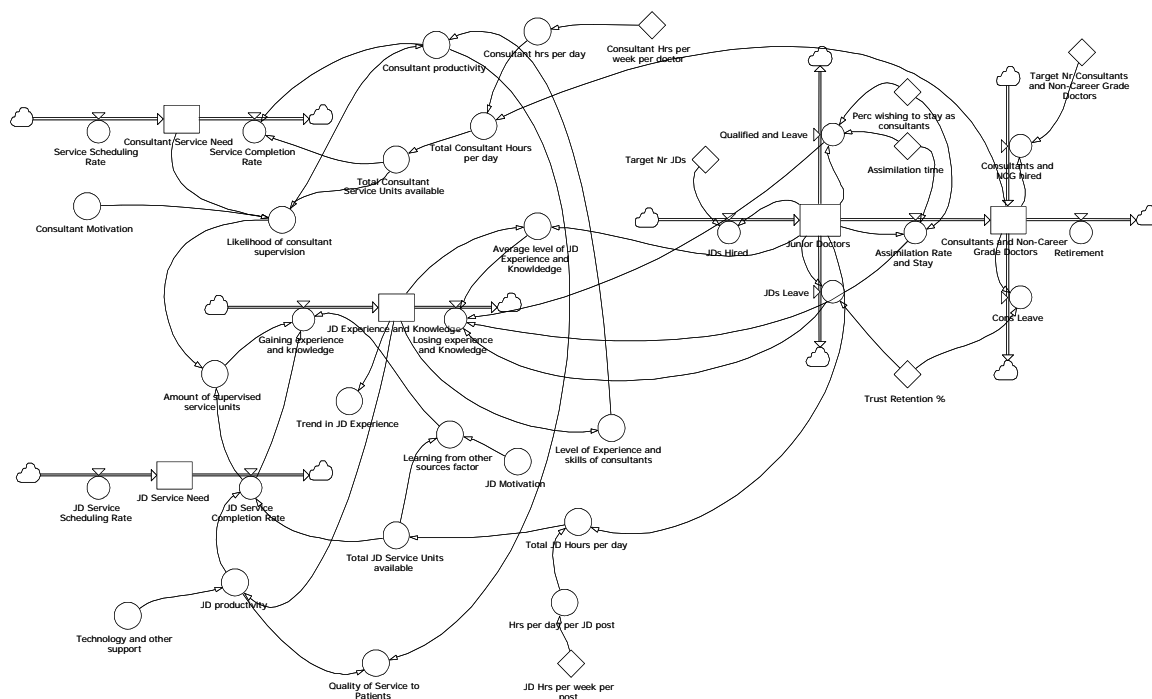 Consultant productivity
Consultant hrs per day
Consultant Hrs per
week per doctor
Target Nr Consultants
and Non-Career Grade
Doctors
Perc wishing to stay as
consultants
Qualified and Leave
Consultant Service Need
Service Scheduling
Rate
Service Completion
Rate
Total Consultant Hours
per day
Target Nr JDs
Assimilation time
Consultants and
NCG hired
Total Consultant
Service Units available
Consultant Motivation
Likelihood of consultant
supervision
Average level of JD
Experience and
Knowldedge
JDs Hired
Junior Doctors
Assimilation Rate
and Stay
Consultants and Non-Career
Grade Doctors
Retirement
JDs Leave
Cons Leave
JD Experience and Knowledge
Gaining experience
and knowledge
Losing experience
and Knowledge
Amount of supervised
service units
Trend in JD Experience
Trust Retention %
Learning from other
sources factor
Level of Experience and
skills of consultants
JD Motivation
JD Service Need
JD Service
Scheduling Rate
JD Service
Completion Rate
Total JD Service Units
available
Total JD Hours per day
JD productivity
Hrs per day per JD post
Technology and other
support
Quality of Service to
Patients
JD Hrs per week per
post